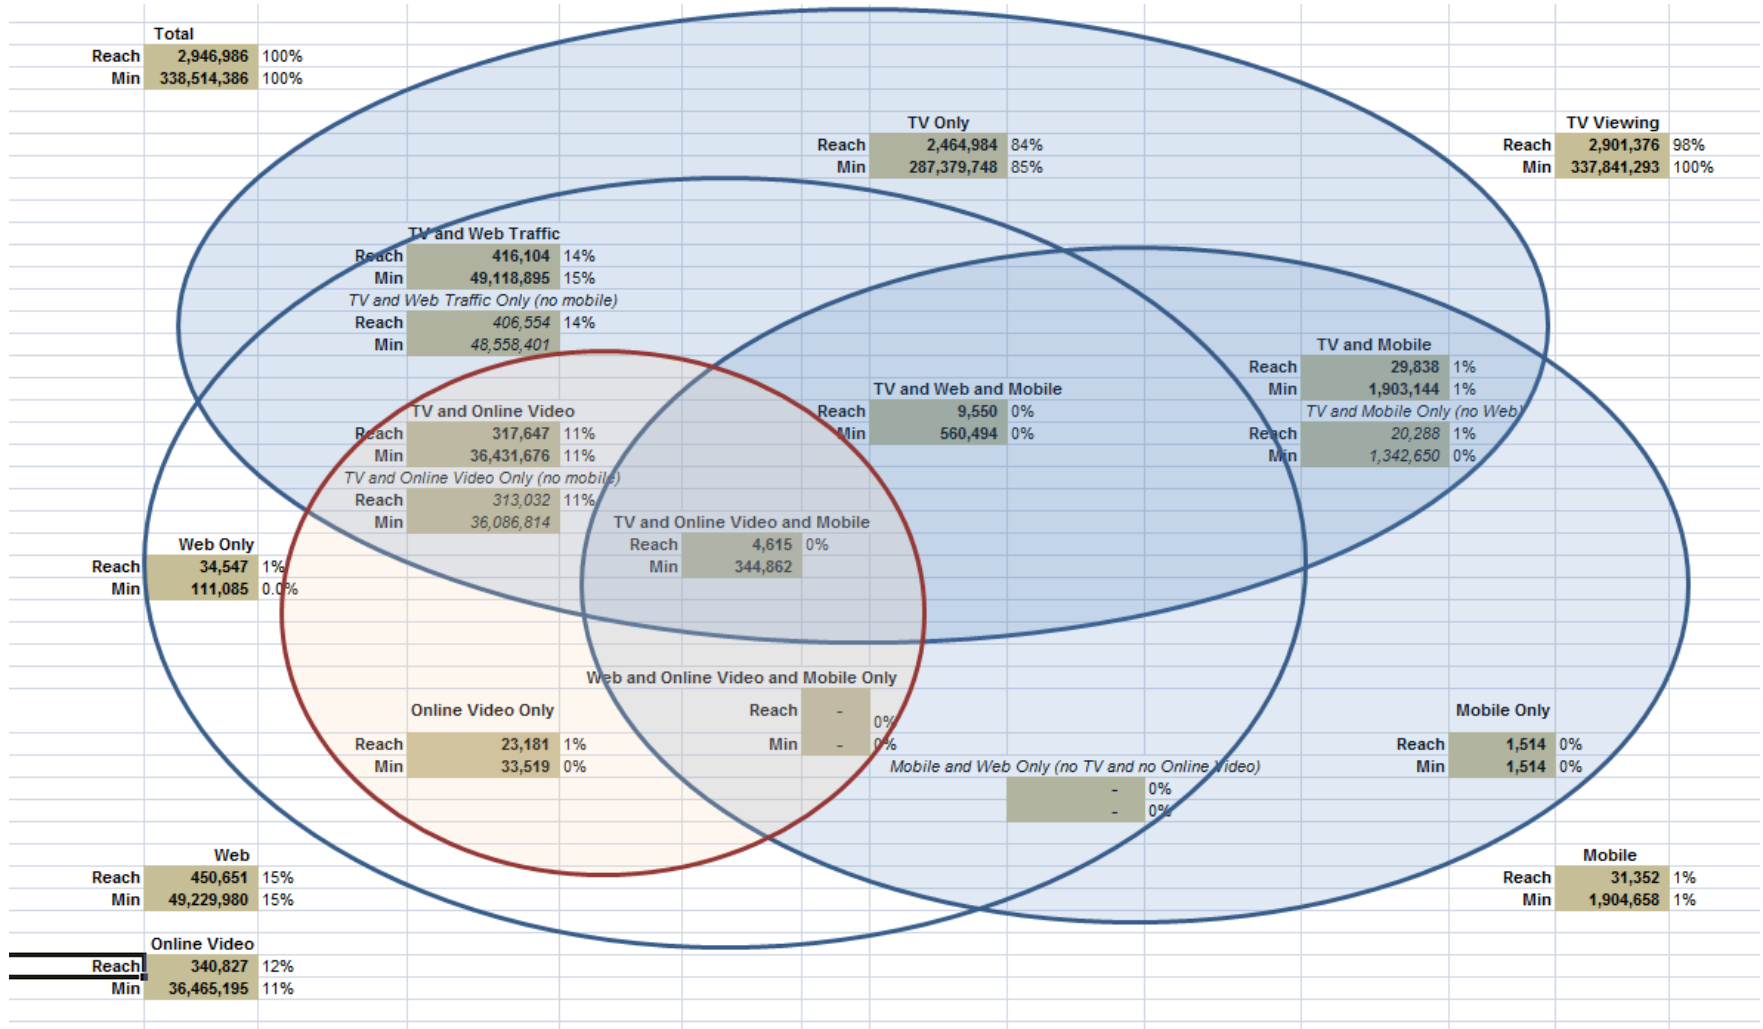 Total
Reach 2,946,986 100%
Min 338,514,386 100%
TV Only
Reach 2,464,984 84%
Min 287,379,748 85%
TV Viewing
Reach 2,901,376 98%
Min 337,841,293 100%
TV and Web Traffic
Reach 416,104 14%
Min 49,118,895 15%
TV and Web Traffic Only (no mobile)
Reach 406,554 14%
Min 48,558,401
TV and Mobile
Reach 29,838 1%
Min 1,903,144 1%
TV and Mobile Only (no Web)
Reach 20,288 1%
Min 1,342,650 0%
TV and Web and Mobile
Reach 9,550 0%
Min 560,494 0%
TV and Online Video
Reach 317,647 11%
Min 36,431,676 11%
TV and Online Video Only (no mobile)
Reach 313,032 11%
Min 36,086,814
TV and Online Video and Mobile
Reach 4,615 0%
Min 344,862
Web Only
Reach 34,547 1%
Min 111,085 0.0%
Web and Online Video and Mobile Only
Reach - 0%
Min - 0%
Online Video Only
Reach 23,181 1%
Min 33,519 0%
Mobile Only
Reach 1,514 0%
Min 1,514 0%
Mobile and Web Only (no TV and no Online Video)
- 0%
- 0%
Web
Reach 450,651 15%
Min 49,229,980 15%
Mobile
Reach 31,352 1%
Min 1,904,658 1%
Online Video
Reach 340,827 12%
Min 36,465,195 11%